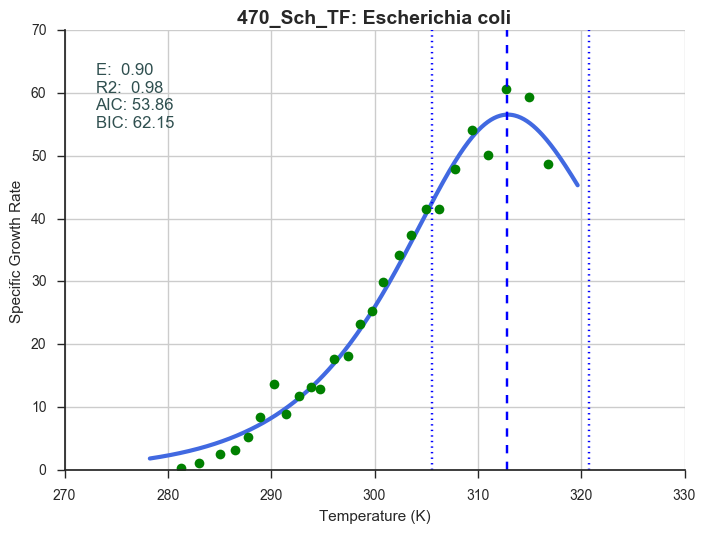 470_Sch_TF: Escherichia coli
E:  0.90
R2:  0.98
AIC: 53.86
BIC: 62.15
Specific Growth Rate
70
60
50
40
30
20
10
0
270 280 290 300 310 320 330
Temperature (K)